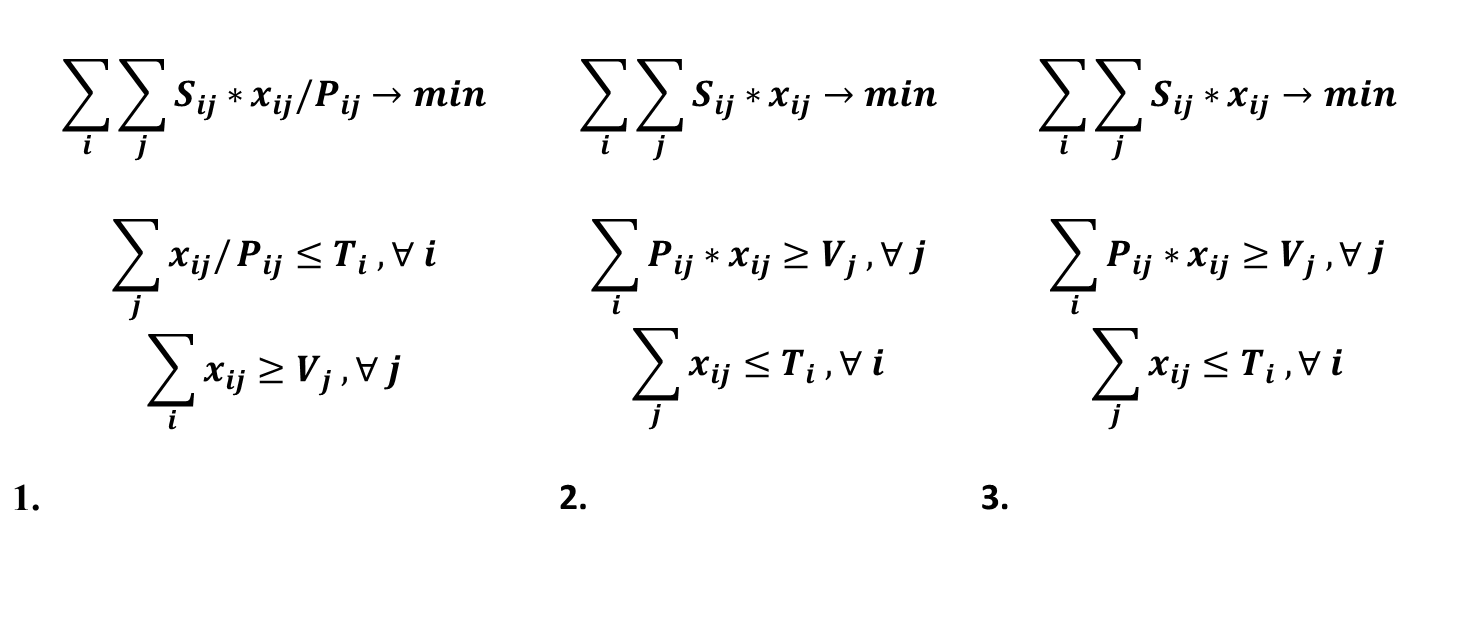 ∑i ∑j S_ij * x_ij / P_ij → min
∑j x_ij / P_ij ≤ T_i , ∀ i
∑i x_ij ≥ V_j , ∀ j
1.
∑i ∑j S_ij * x_ij → min
∑i P_ij * x_ij ≥ V_j , ∀ j
∑j x_ij ≤ T_i , ∀ i
2.
∑i ∑j S_ij * x_ij → min
∑i P_ij * x_ij ≥ V_j , ∀ j
∑j x_ij ≤ T_i , ∀ i
3.